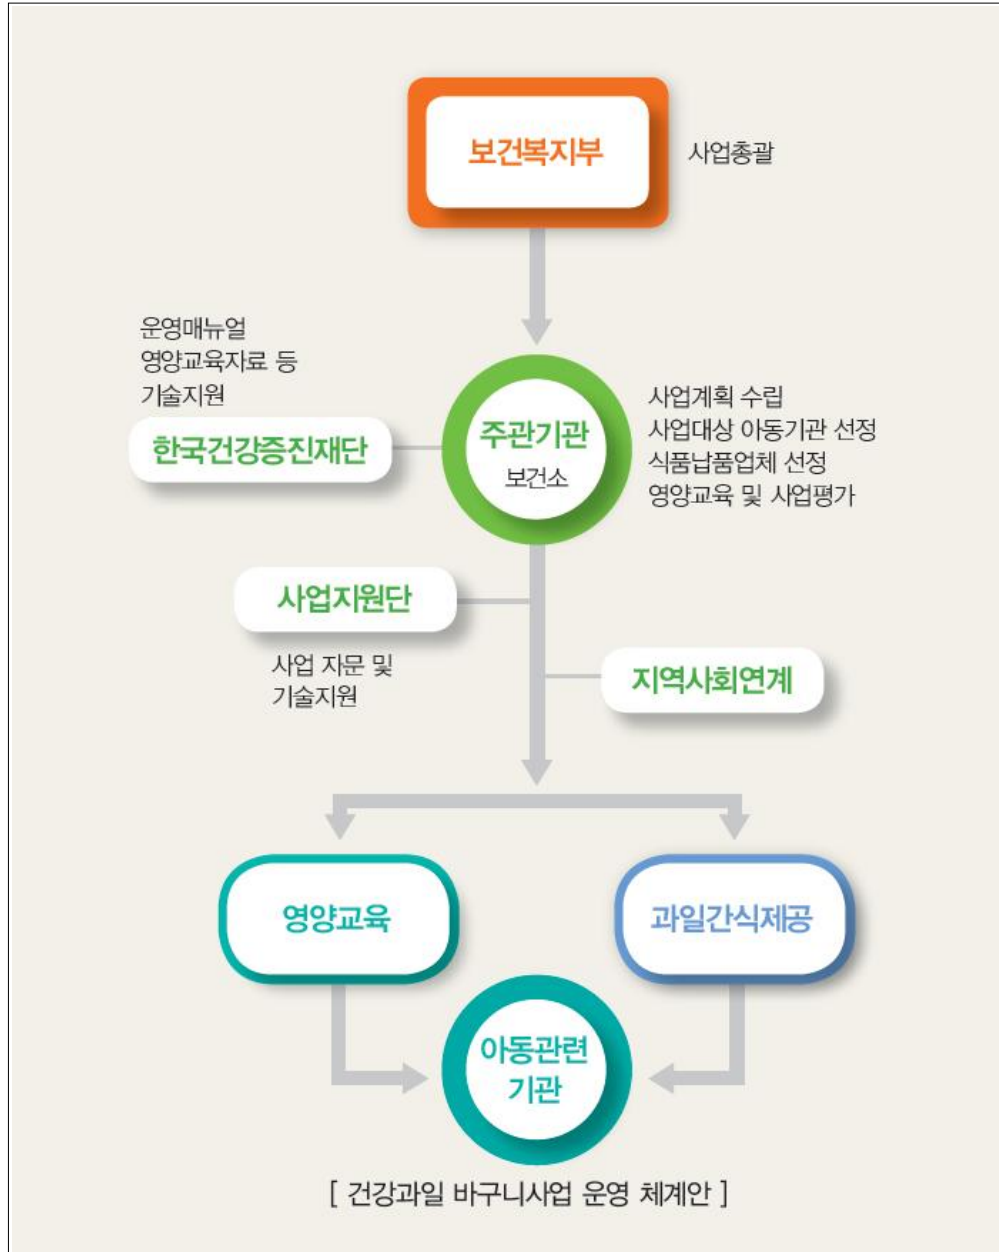 보건복지부
사업총괄
운영매뉴얼
영양교육자료 등
기술지원
한국건강증진재단
주관기관
보건소
사업계획 수립
사업대상 아동기관 선정
식품납품업체 선정
영양교육 및 사업평가
사업지원단
사업 자문 및
기술지원
지역사회연계
영양교육
과일간식제공
아동관련
기관
[ 건강과일 바구니사업 운영 체계안 ]